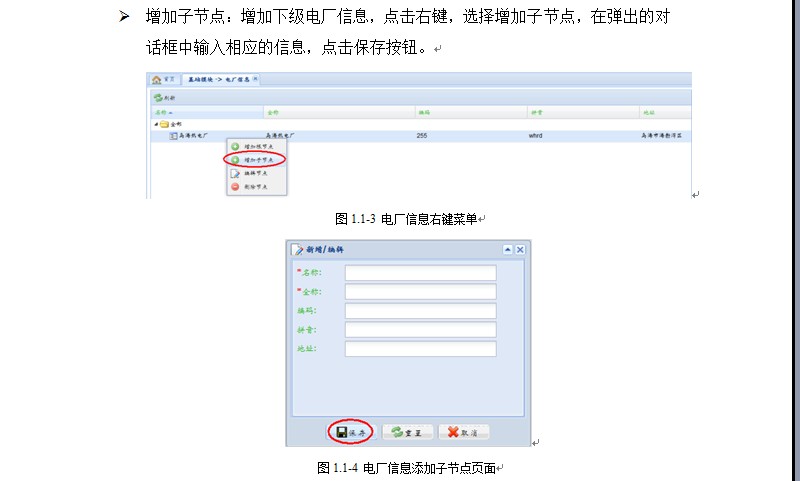 增加子节点：增加下级电厂信息，点击右键，选择增加子节点，在弹出的对
话框中输入相应的信息，点击保存按钮。
首页 基础模块 -> 电厂信息
刷新
名称 全称 编码 拼音 地址
全部
乌海热电厂 乌海热电厂 255 whrd 乌海市海勃湾区
增加根节点
增加子节点
编辑节点
删除节点
图 1.1-3 电厂信息右键菜单
新增/编辑
*名称:
*全称:
编码:
拼音:
地址:
保存 重置 取消
图 1.1-4 电厂信息添加子节点页面